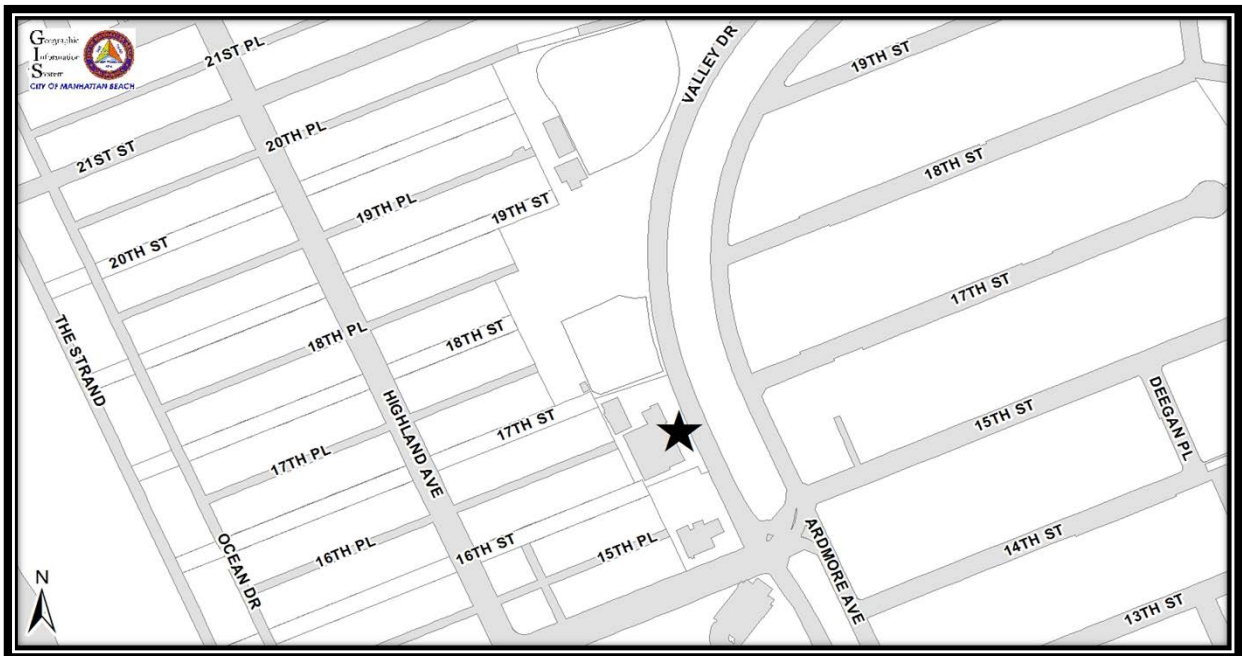 Geographic
Information
System
CITY OF MANHATTAN BEACH
21ST PL
VALLEY DR
19TH ST
21ST ST
20TH PL
18TH ST
19TH PL
19TH ST
20TH ST
17TH ST
THE STRAND
18TH PL
18TH ST
HIGHLAND AVE
17TH ST
15TH ST
DEEGAN PL
17TH PL
OCEAN DR
16TH PL
16TH ST
15TH PL
ARDMORE AVE
14TH ST
13TH ST
N